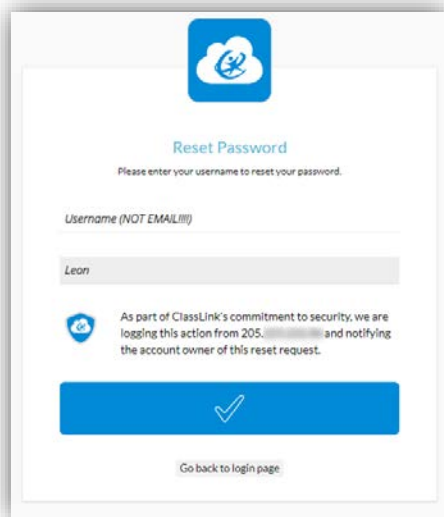 Reset Password
Please enter your username to reset your password.
Username (NOT EMAIL!!!!)
Leon
As part of ClassLink's commitment to security, we are
logging this action from 205. and notifying
the account owner of this reset request.
Go back to login page